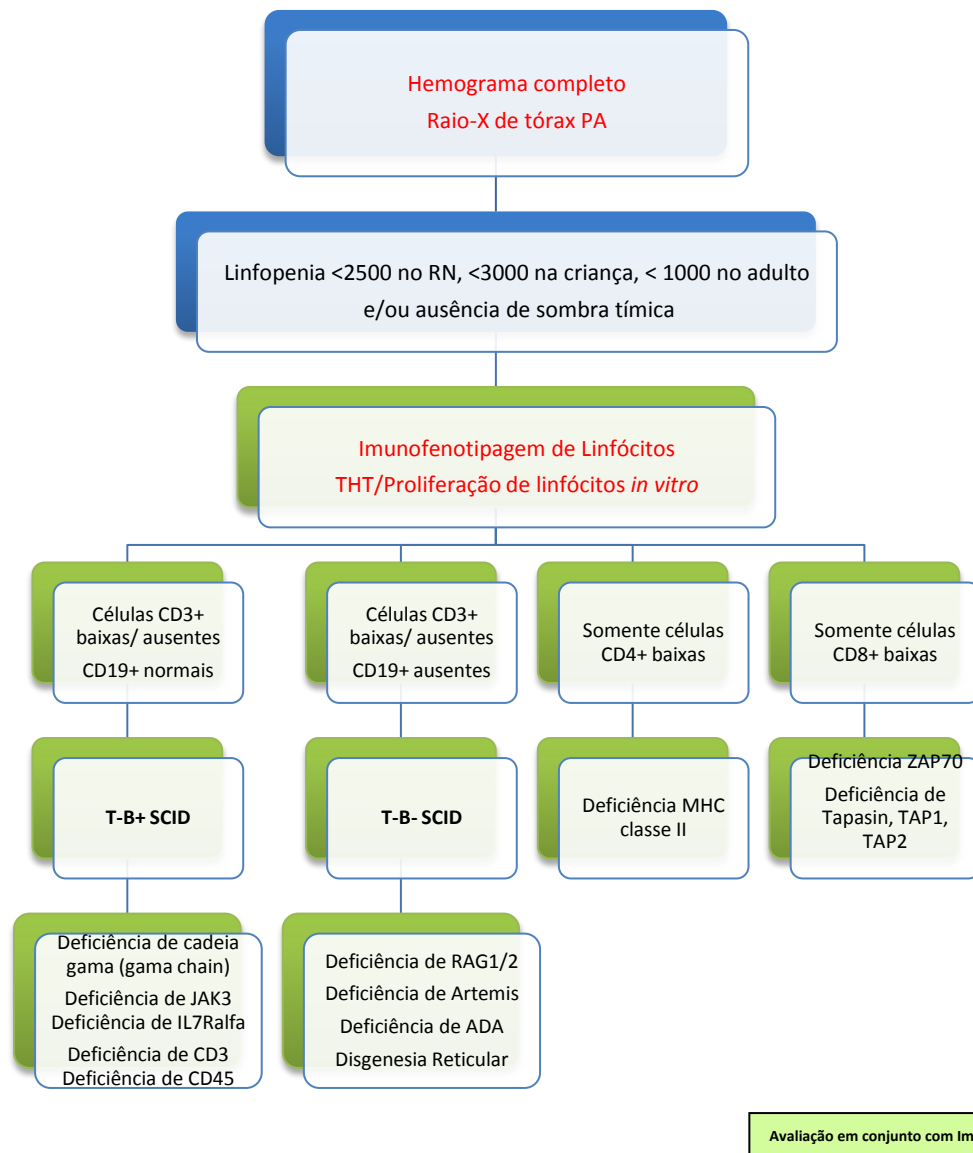 Hemograma completo
Raio-X de tórax PA
Linfopenia <2500 no RN, <3000 na criança, < 1000 no adulto
e/ou ausência de sombra tímica
Imunofenotipagem de Linfócitos
THT/Proliferação de linfócitos in vitro
Células CD3+
baixas/ ausentes
CD19+ normais
Células CD3+
baixas/ ausentes
CD19+ ausentes
Somente células
CD4+ baixas
Somente células
CD8+ baixas
T-B+ SCID
T-B- SCID
Deficiência MHC
classe II
Deficiência ZAP70
Deficiência de
Tapasin, TAP1,
TAP2
Deficiência de cadeia
gama (gama chain)
Deficiência de JAK3
Deficiência de IL7Ralfa
Deficiência de CD3
Deficiência de CD45
Deficiência de RAG1/2
Deficiência de Artemis
Deficiência de ADA
Disgenesia Reticular
Avaliação em conjunto com